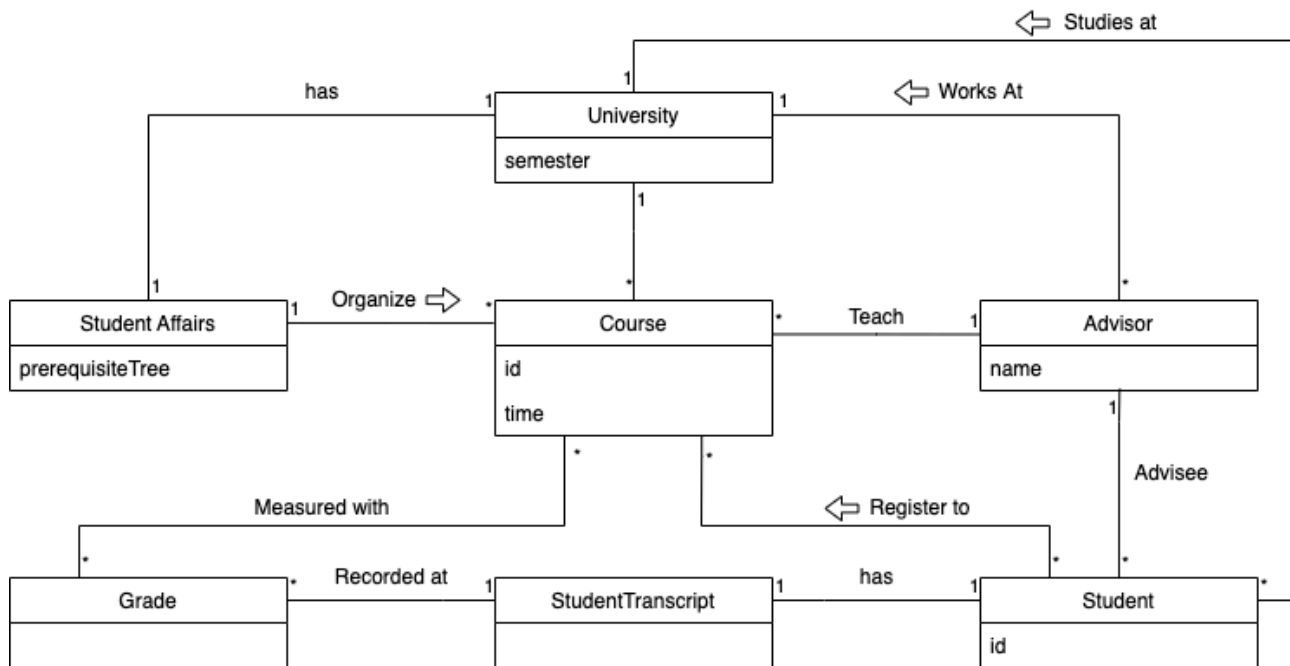 Studies at
1
has
1
University
1
Works At
semester
1
1
*
*
Student Affairs
1
Organize
*
Course
*
Teach
1
Advisor
prerequisiteTree
id
name
time
1
*
*
Advisee
Measured with
Register to
*
*
*
Grade
*
Recorded at
1
StudentTranscript
1
has
1
Student
*
id